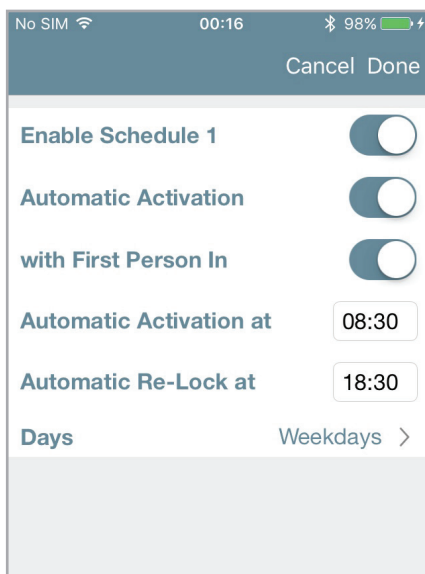 No SIM 00:16 98%
Cancel Done
Enable Schedule 1
Automatic Activation
with First Person In
Automatic Activation at 08:30
Automatic Re-Lock at 18:30
Days Weekdays